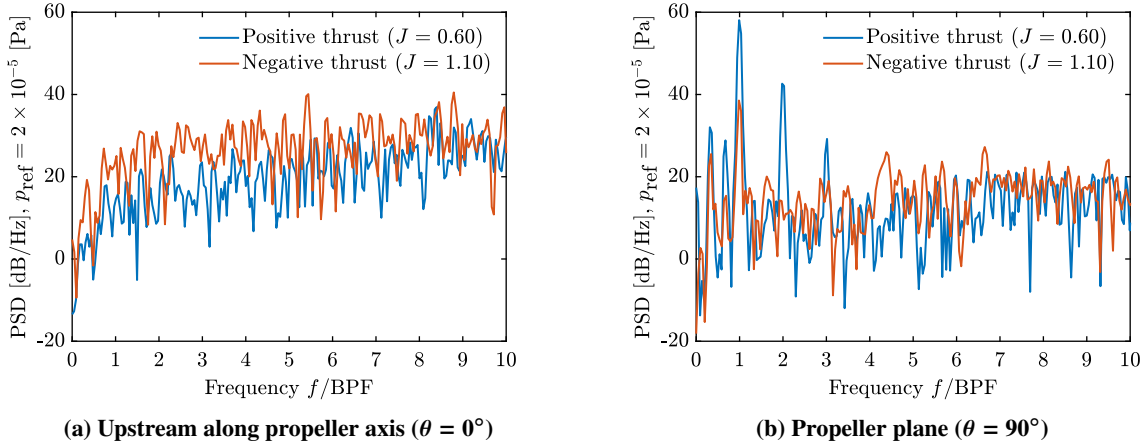 60
40
20
0
-20
PSD [dB/Hz], p_ref = 2 × 10⁻⁵ [Pa]
Positive thrust (J = 0.60)
Negative thrust (J = 1.10)
0 1 2 3 4 5 6 7 8 9 10
Frequency f/BPF
(a) Upstream along propeller axis (θ = 0°)
60
40
20
0
-20
PSD [dB/Hz], p_ref = 2 × 10⁻⁵ [Pa]
Positive thrust (J = 0.60)
Negative thrust (J = 1.10)
0 1 2 3 4 5 6 7 8 9 10
Frequency f/BPF
(b) Propeller plane (θ = 90°)